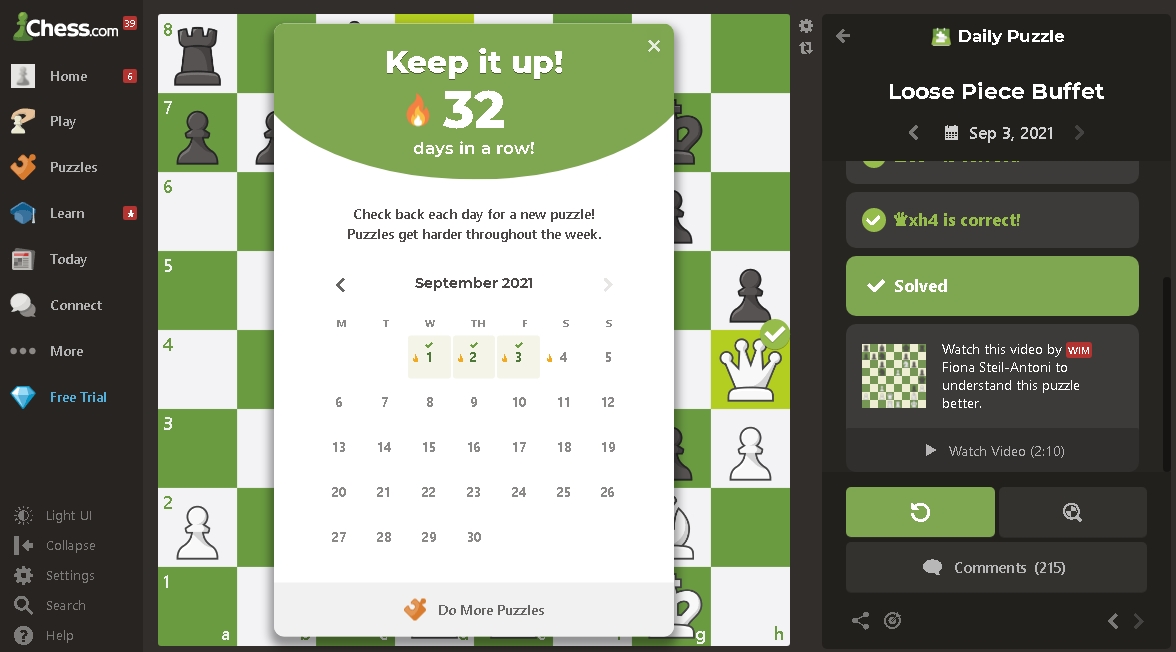 Chess.com
39
Home
6
Play
Puzzles
Learn
Today
Connect
More
Free Trial
Light UI
Collapse
Settings
Search
Help
8
7
6
5
4
3
2
1
a
g
h
Keep it up!
32
days in a row!
Check back each day for a new puzzle!
Puzzles get harder throughout the week.
September 2021
M T W TH F S S
1 2 3 4 5
6 7 8 9 10 11 12
13 14 15 16 17 18 19
20 21 22 23 24 25 26
27 28 29 30
Do More Puzzles
Daily Puzzle
Loose Piece Buffet
Sep 3, 2021
xh4 is correct!
Solved
Watch this video by WIM
Fiona Steil-Antoni to
understand this puzzle
better.
Watch Video (2:10)
Comments (215)